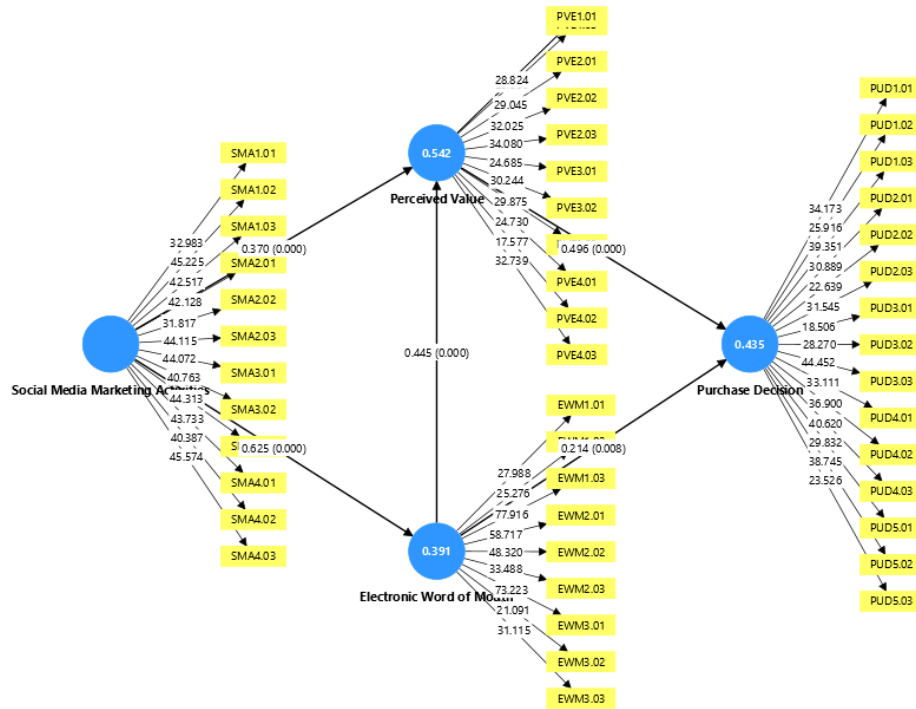 SMA1.01
SMA1.02
SMA1.03
SMA2.01
SMA2.02
SMA2.03
SMA3.01
SMA3.02
SMA4.01
SMA4.02
SMA4.03
32.983
45.225
42.517
42.128
31.817
44.115
44.072
40.763
44.313
43.733
40.387
45.574
Social Media Marketing Activities
0.370 (0.000)
0.625 (0.000)
0.542
Perceived Value
0.445 (0.000)
0.391
Electronic Word of Mouth
PVE1.01
PVE2.01
PVE2.02
PVE2.03
PVE3.01
PVE3.02
PVE4.01
PVE4.02
PVE4.03
28.824
29.045
32.025
34.080
24.685
30.244
29.875
24.730
17.577
32.739
0.496 (0.000)
EWM1.01
EWM1.03
EWM2.01
EWM2.02
EWM2.03
EWM3.01
EWM3.02
EWM3.03
27.988
25.276
77.916
58.717
48.320
33.488
73.223
21.091
31.115
0.214 (0.008)
0.435
Purchase Decision
34.173
25.916
39.351
30.889
22.639
31.545
18.506
28.270
44.452
33.111
36.900
40.620
29.832
38.745
23.526
PUD1.01
PUD1.02
PUD1.03
PUD2.01
PUD2.02
PUD2.03
PUD3.01
PUD3.02
PUD3.03
PUD4.01
PUD4.02
PUD4.03
PUD5.01
PUD5.02
PUD5.03